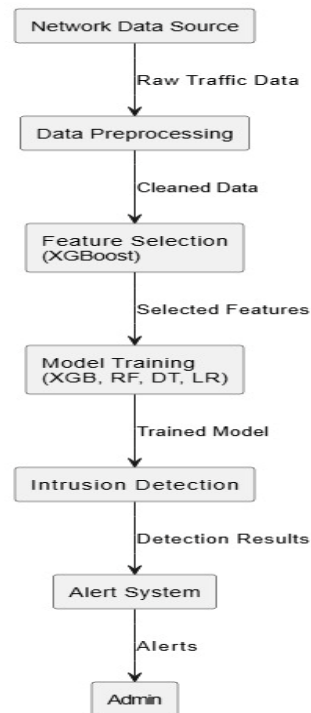 Network Data Source
Raw Traffic Data
Data Preprocessing
Cleaned Data
Feature Selection
(XGBoost)
Selected Features
Model Training
(XGB, RF, DT, LR)
Trained Model
Intrusion Detection
Detection Results
Alert System
Alerts
Admin